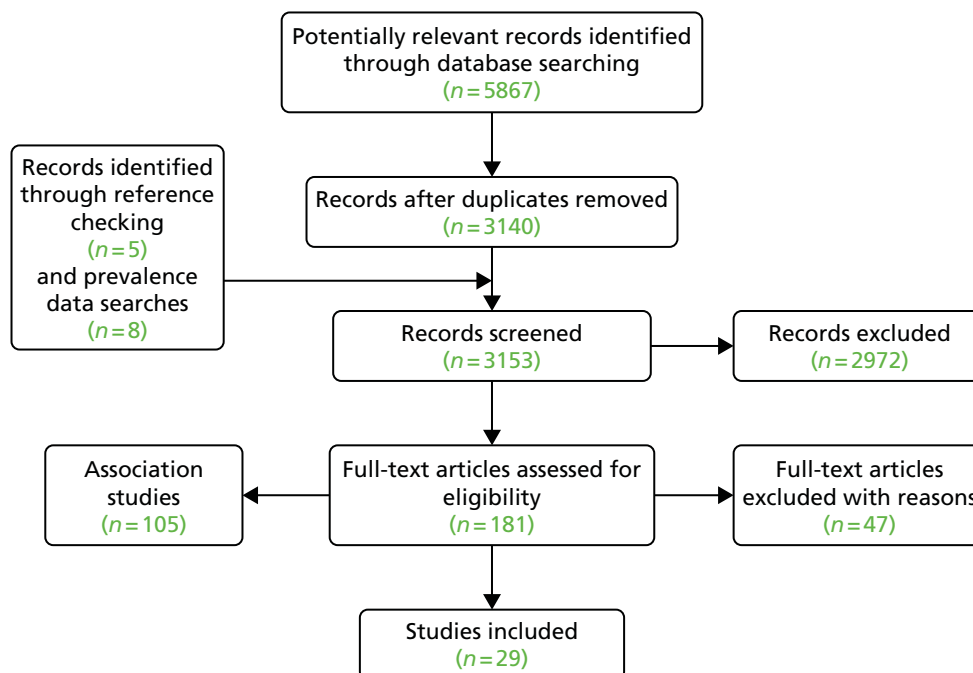 Potentially relevant records identified
through database searching
(n=5867)
Records identified
through reference
checking
(n=5)
and prevalence
data searches
(n=8)
Records after duplicates removed
(n=3140)
Records screened
(n=3153)
Records excluded
(n=2972)
Association
studies
(n=105)
Full-text articles assessed for
eligibility
(n=181)
Full-text articles
excluded with reasons
(n=47)
Studies included
(n=29)